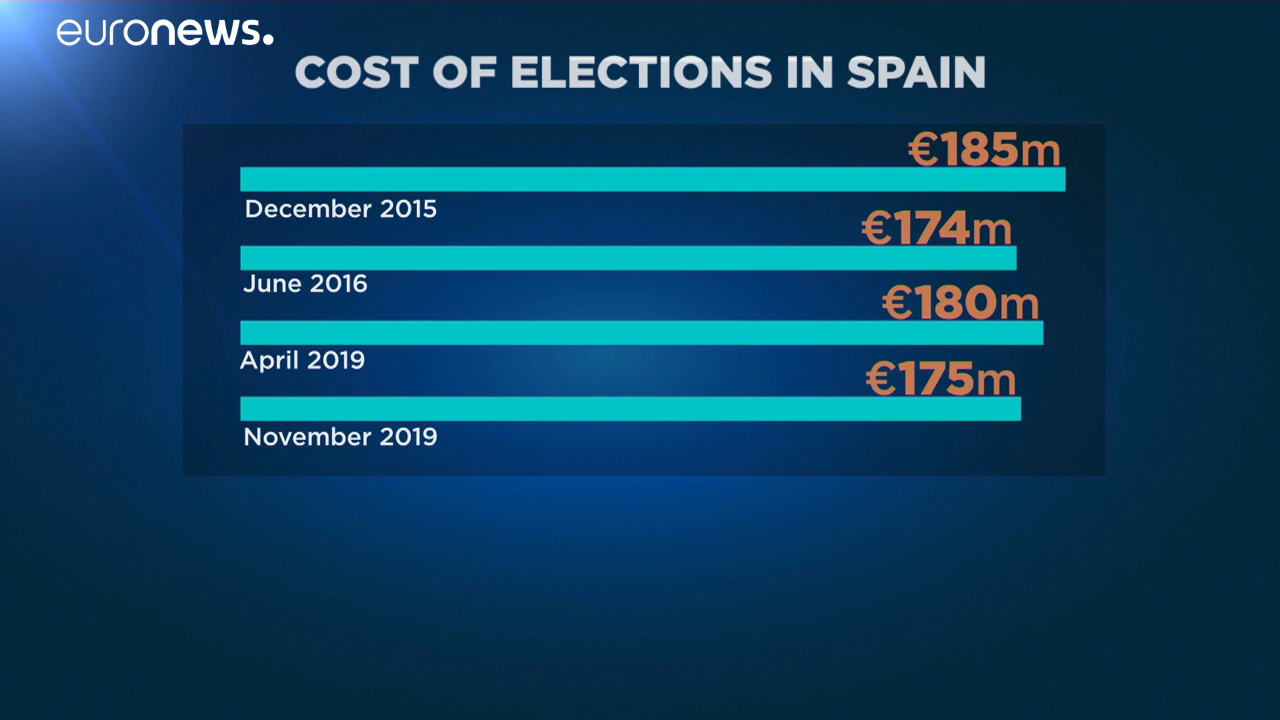 euronews.
COST OF ELECTIONS IN SPAIN
€185m
December 2015
€174m
June 2016
€180m
April 2019
€175m
November 2019